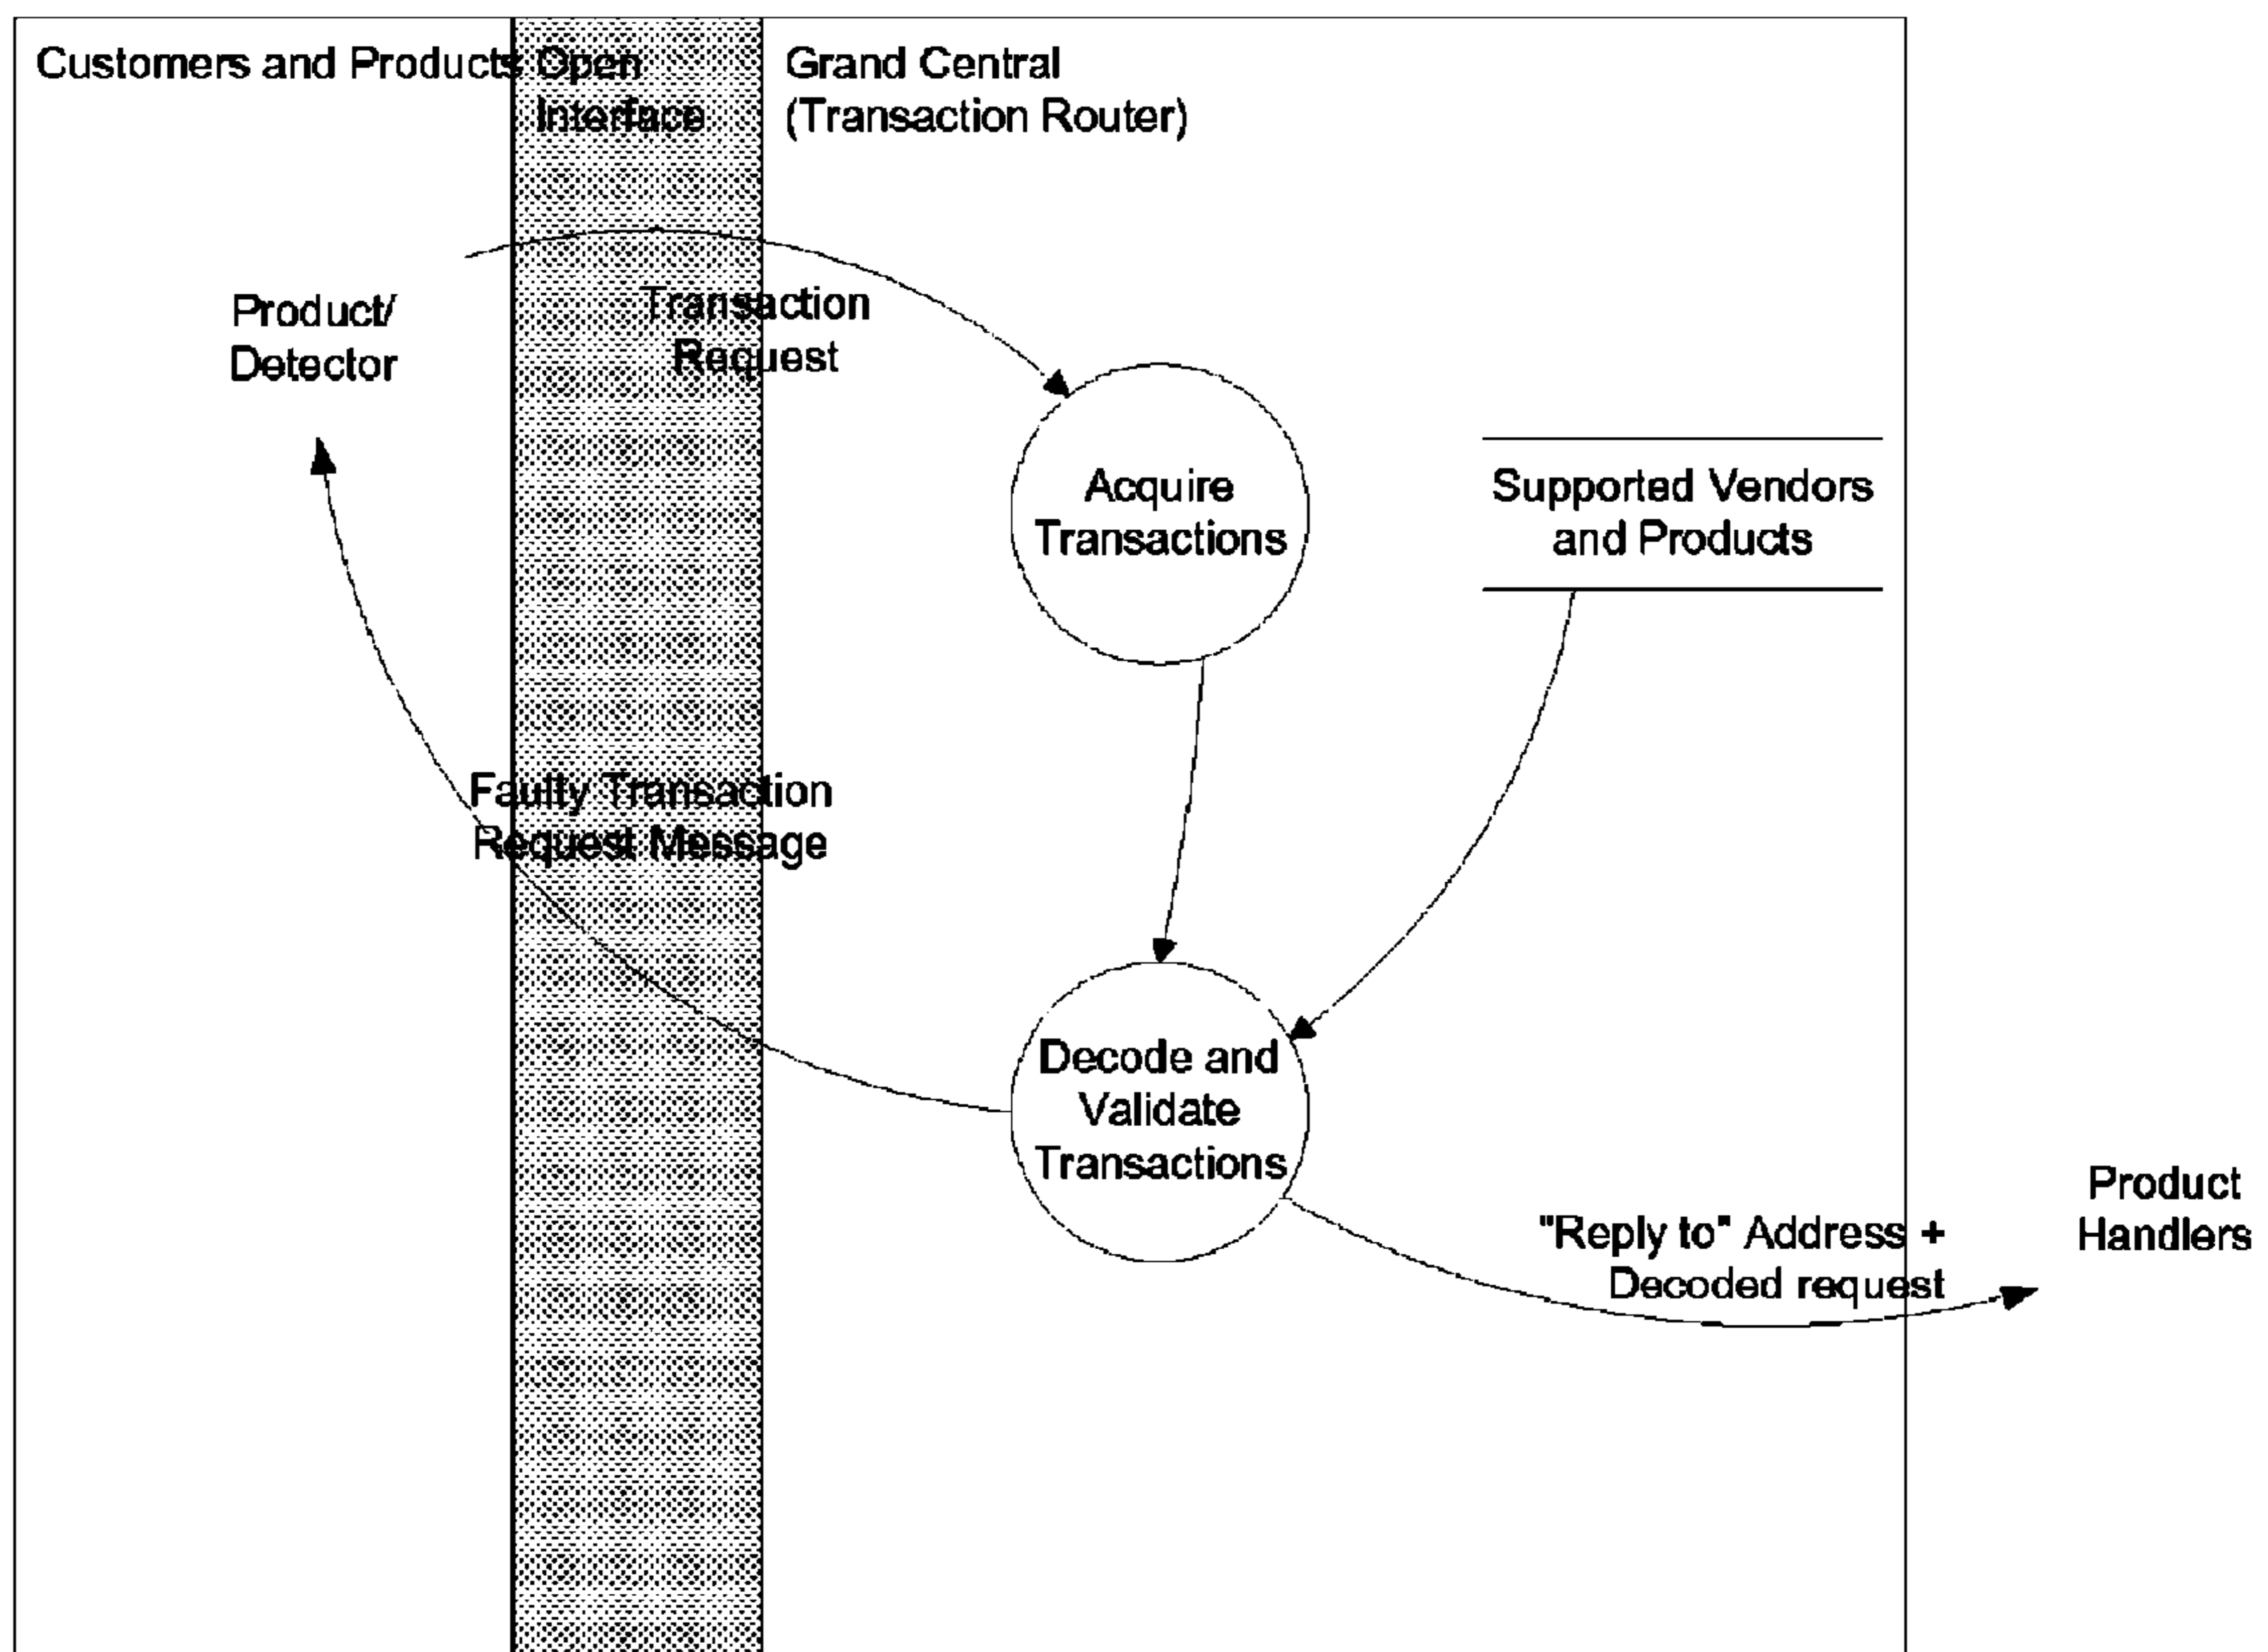 Customers and Products
Open
Interface
Grand Central
(Transaction Router)
Product/
Detector
Transaction
Request
Acquire
Transactions
Supported Vendors
and Products
Faulty Transaction
Request Message
Decode and
Validate
Transactions
"Reply to" Address +
Decoded request
Product
Handlers